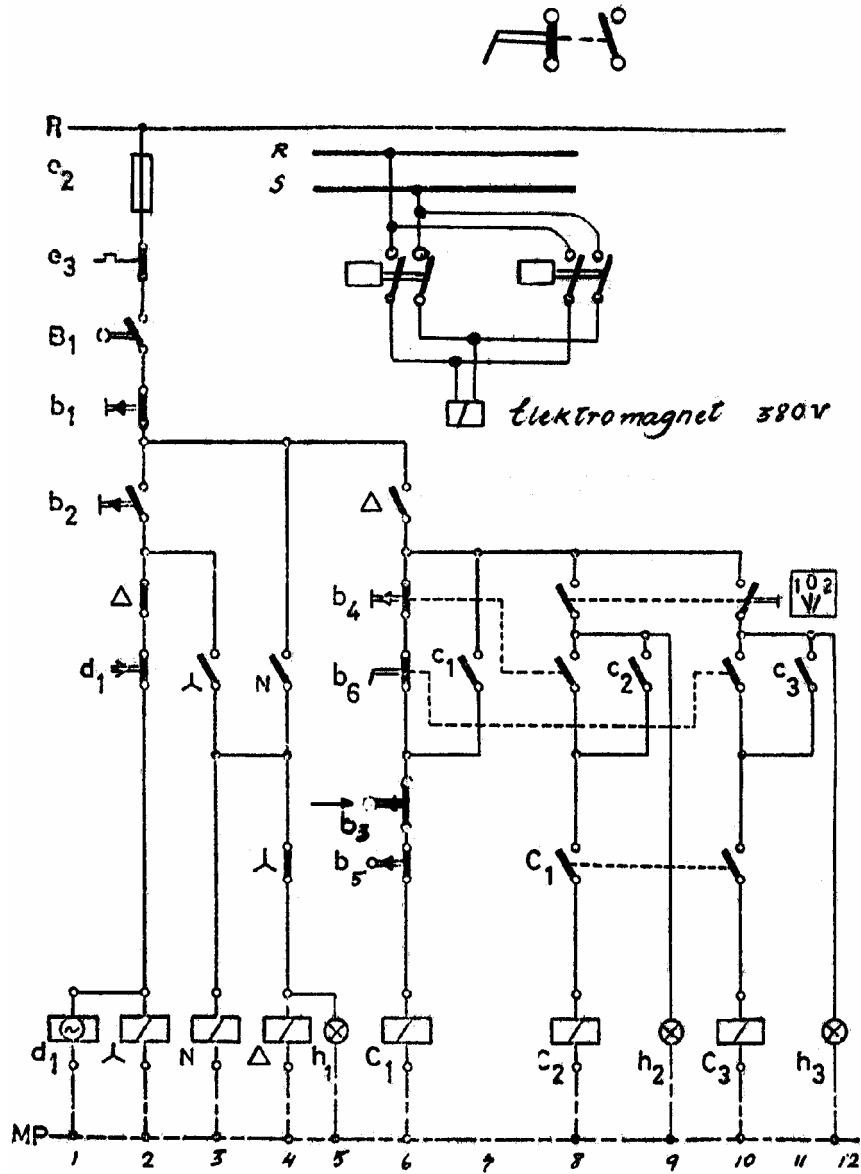 R
e2
R
S
e3
B1
b1
Elektromagnet 380V
b2
Δ
Δ
b4
1 0 2
d1
⅄
N
b6
c1
c2
c3
b3
⅄
b5
C1
d1
⅄
N
Δ
h1
C1
C2
h2
C3
h3
MP
1 2 3 4 5 6 7 8 9 10 11 12